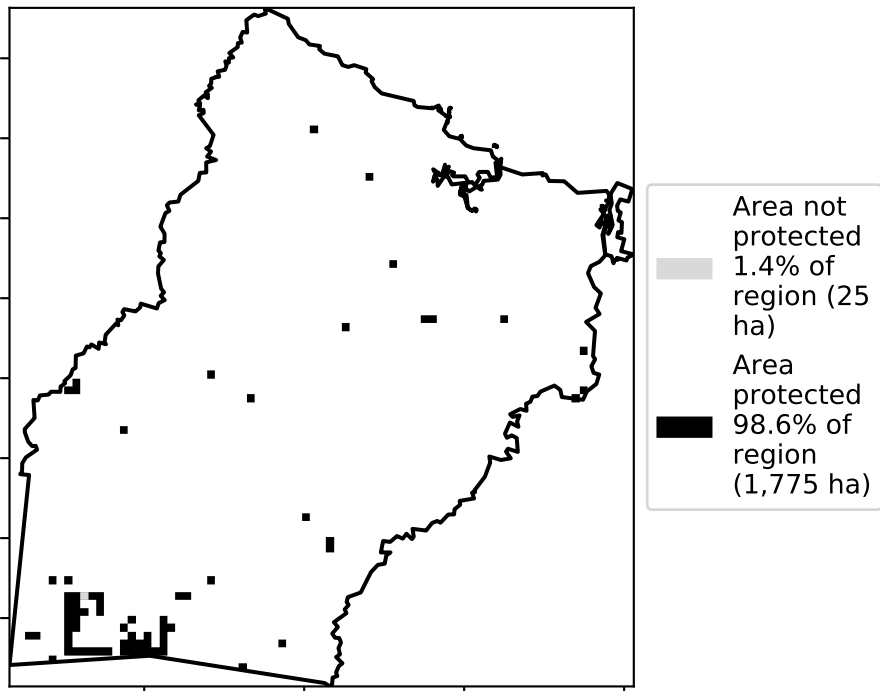 Area not
protected
1.4% of
region (25
ha)
Area
protected
98.6% of
region
(1,775 ha)